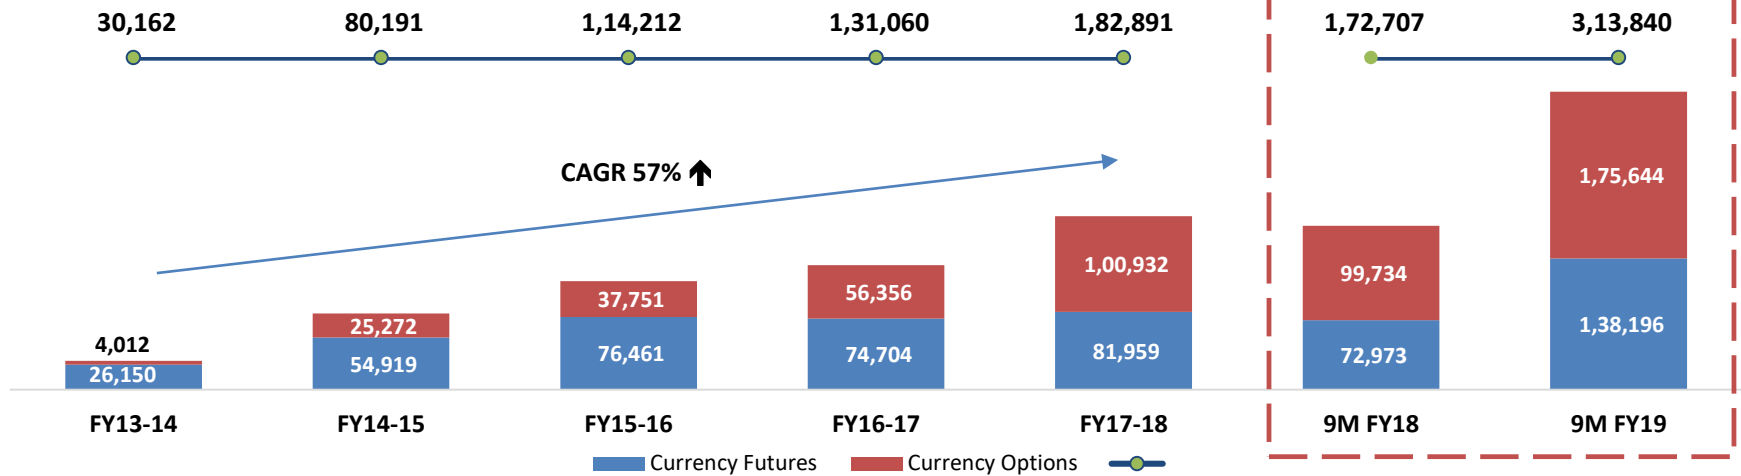 30,162 80,191 1,14,212 1,31,060 1,82,891 1,72,707 3,13,840
CAGR 57%
4,012 25,272 37,751 56,356 1,00,932 99,734 1,75,644
26,150 54,919 76,461 74,704 81,959 72,973 1,38,196
FY13-14 FY14-15 FY15-16 FY16-17 FY17-18 9M FY18 9M FY19
Currency Futures Currency Options